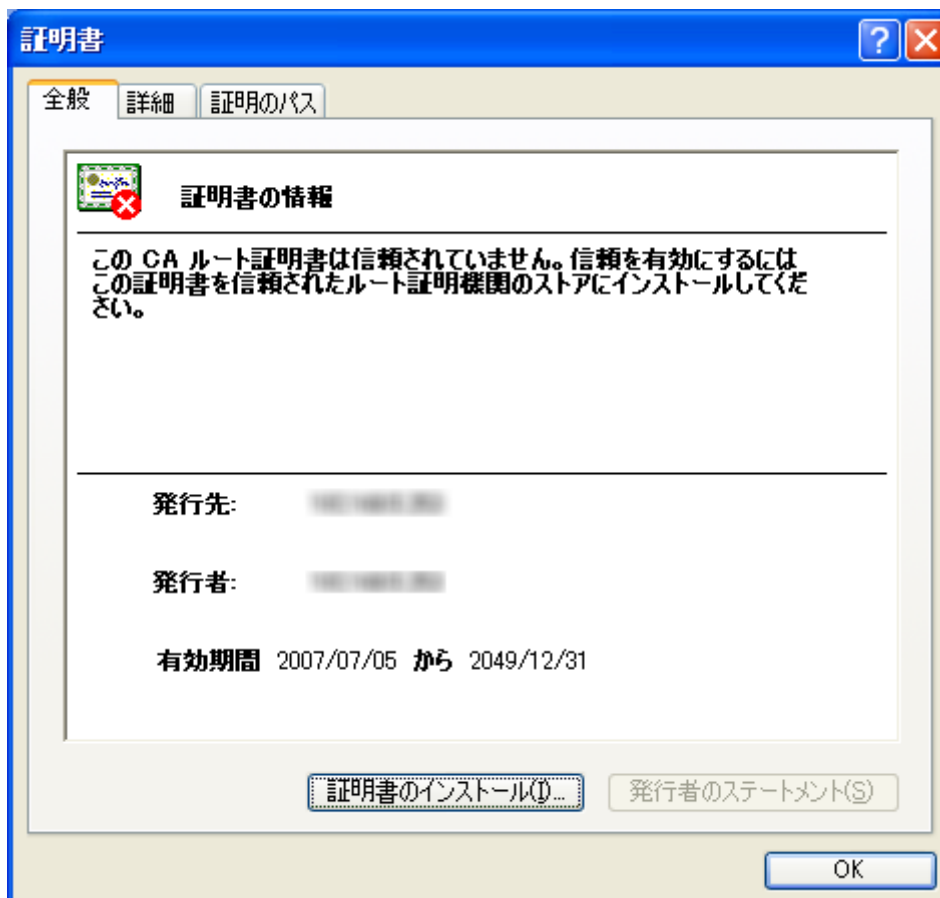 証明書
全般 詳細 証明のパス
証明書の情報
この CA ルート証明書は信頼されていません。信頼を有効にするには
この証明書を信頼されたルート証明機関のストアにインストールしてくだ
さい。
発行先:
発行者:
有効期間 2007/07/05 から 2049/12/31
証明書のインストール(I)... 発行者のステートメント(S)
OK